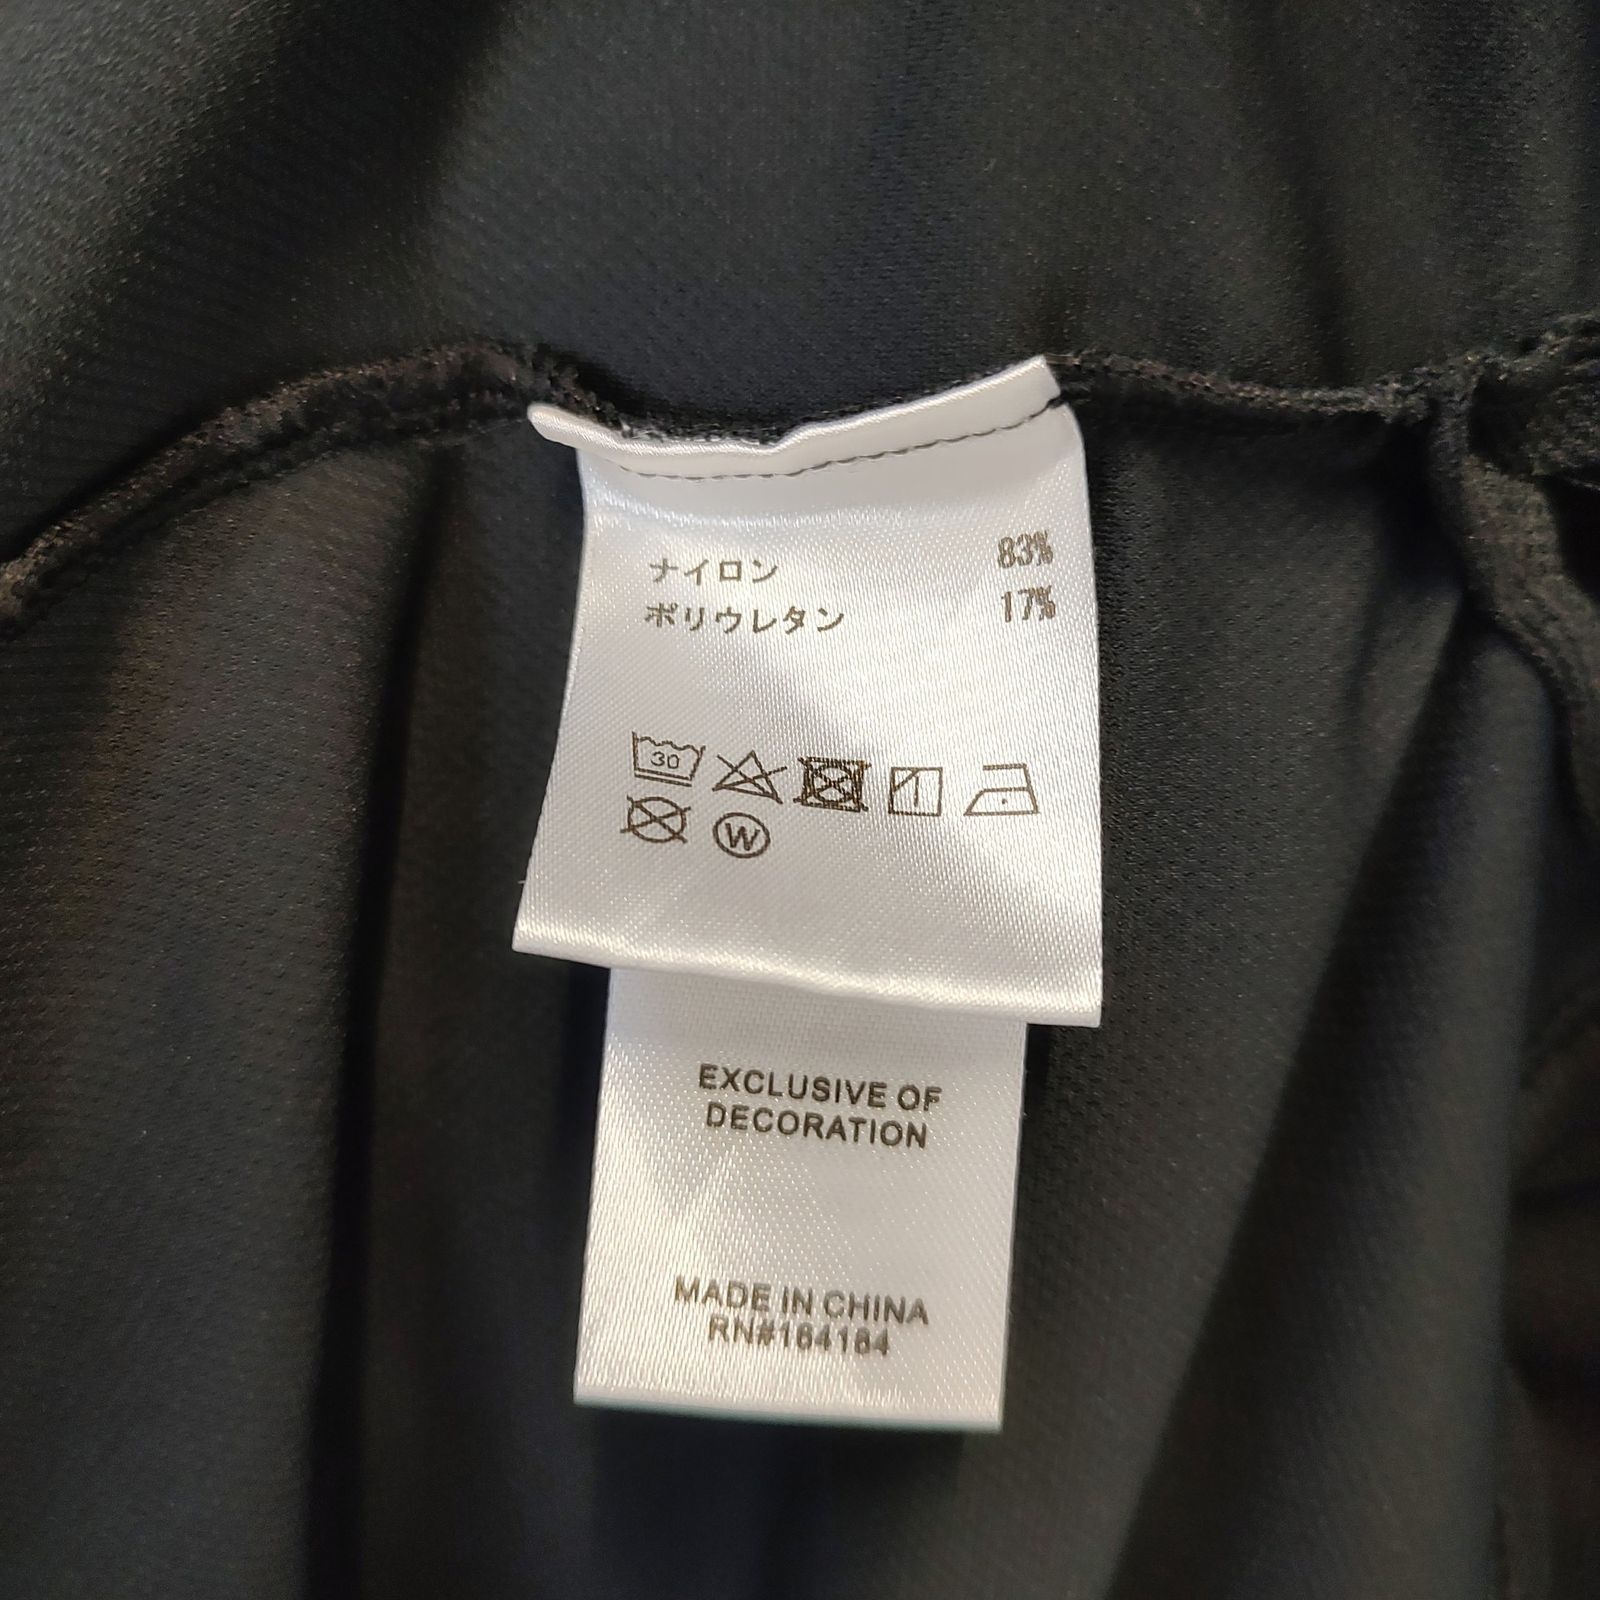 ナイロン 83%
ポリウレタン 17%
30
W
EXCLUSIVE OF
DECORATION
MADE IN CHINA
RN#164184